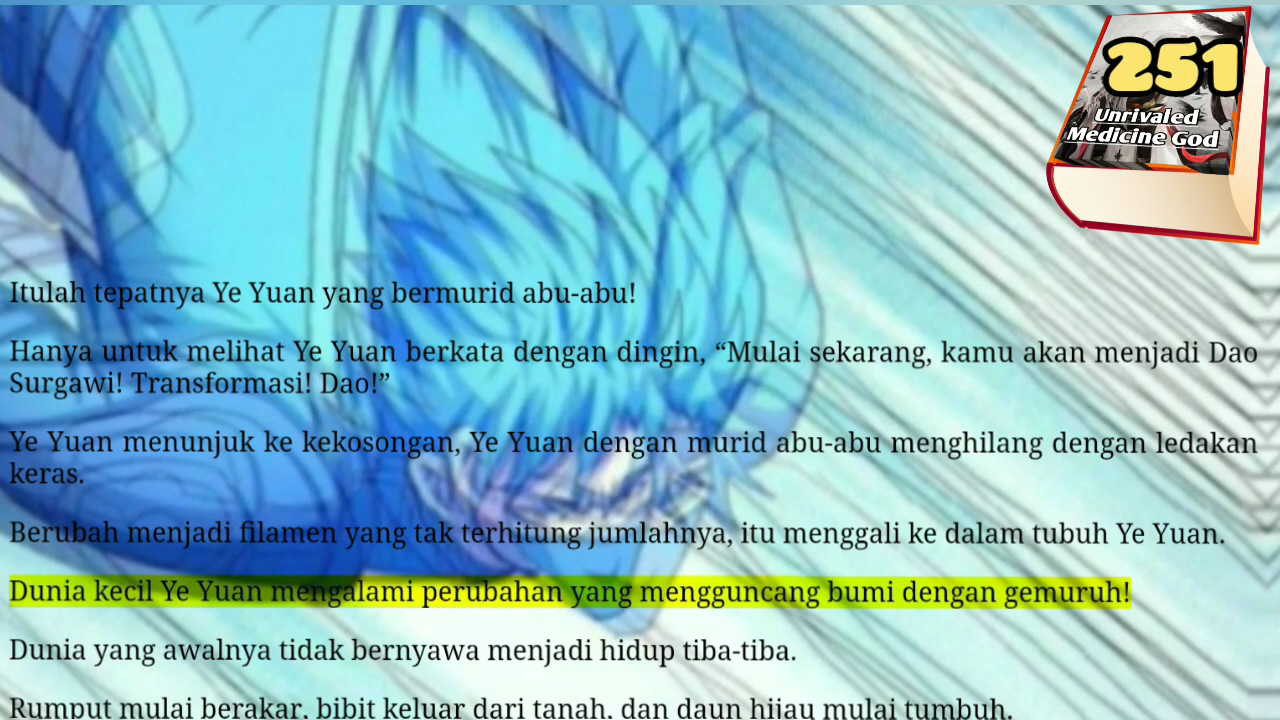 251
Unrivaled
Medicine God
Itulah tepatnya Ye Yuan yang bermurid abu-abu!
Hanya untuk melihat Ye Yuan berkata dengan dingin, “Mulai sekarang, kamu akan menjadi Dao
Surgawi! Transformasi! Dao!”
Ye Yuan menunjuk ke kekosongan, Ye Yuan dengan murid abu-abu menghilang dengan ledakan
keras.
Berubah menjadi filamen yang tak terhitung jumlahnya, itu menggali ke dalam tubuh Ye Yuan.
Dunia kecil Ye Yuan mengalami perubahan yang mengguncang bumi dengan gemuruh!
Dunia yang awalnya tidak bernyawa menjadi hidup tiba-tiba.
Rumput mulai berakar, bibit keluar dari tanah, dan daun hijau mulai tumbuh.